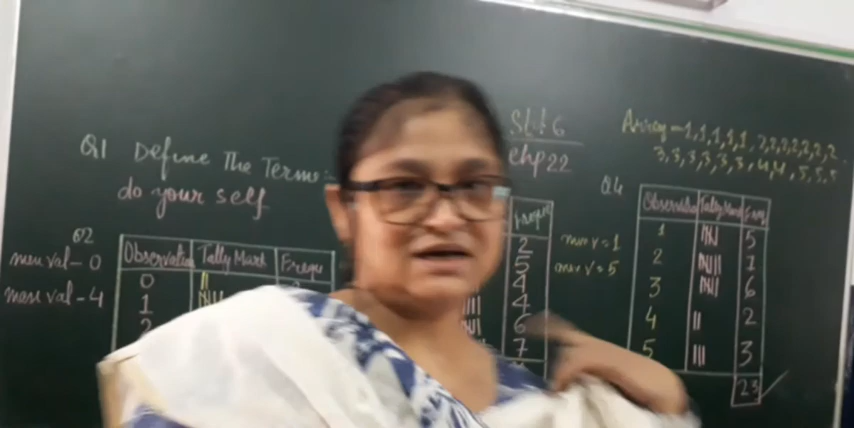 Std 6
chp 22
Q1 Define The Terms:-
do your self
Q2
min val - 0
max val - 4
Observation Tally Mark Frequ
0 ||
1
2
Frequ
2
5
4
4
6
7
Q4
Array - 1,1,1,1,1, 2,2,2,2,2,2,2
3,3,3,3,3,3, 4,4, 5,5,5
min v = 1
max v = 5
Observation Tally Mark Freq
1 5
2 7
3 6
4 || 2
5 ||| 3
23